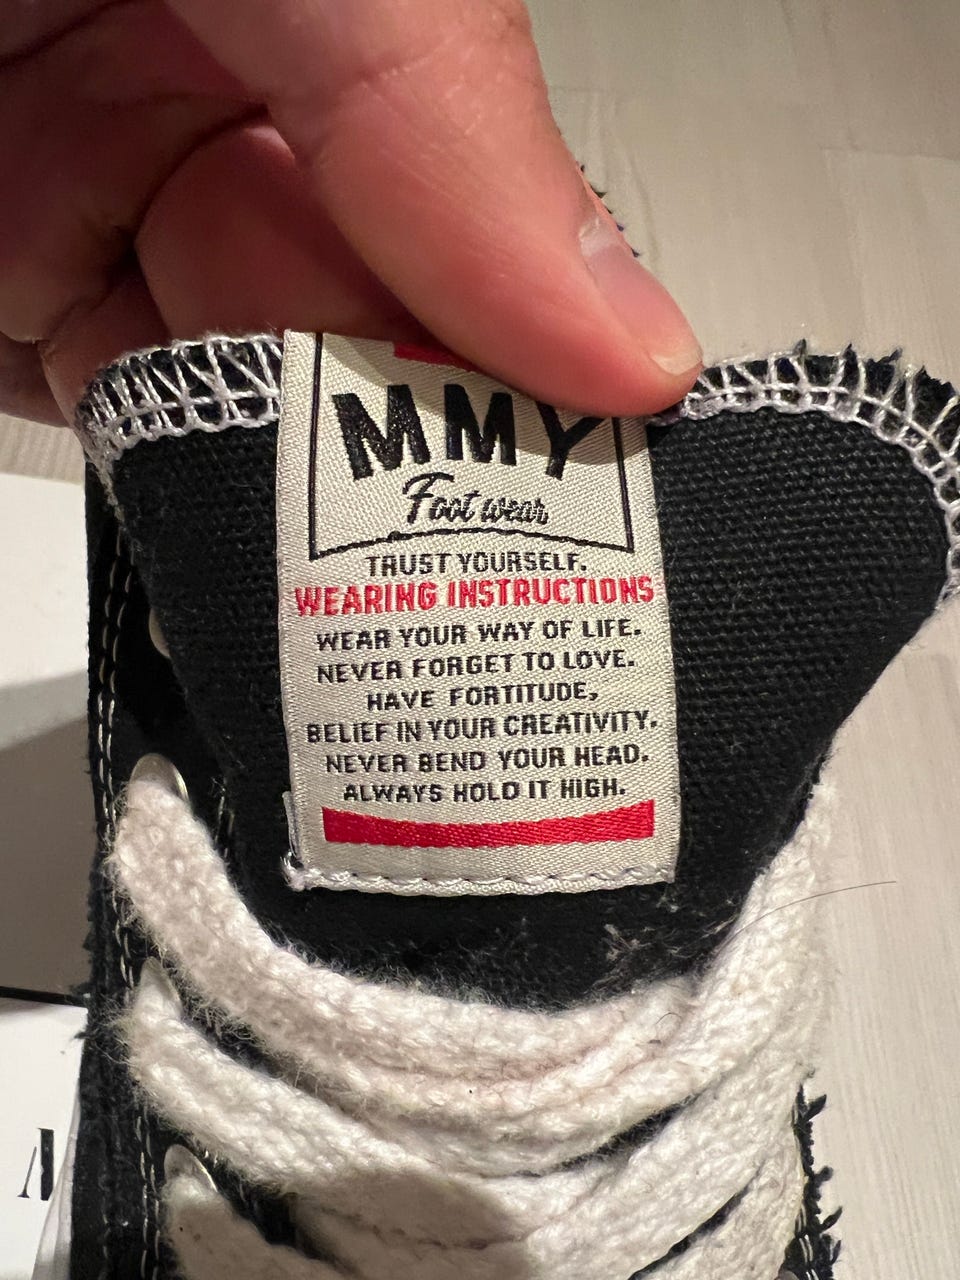 MMY
Foot wear
TRUST YOURSELF.
WEARING INSTRUCTIONS
WEAR YOUR WAY OF LIFE.
NEVER FORGET TO LOVE.
HAVE FORTITUDE,
BELIEF IN YOUR CREATIVITY.
NEVER BEND YOUR HEAD.
ALWAYS HOLD IT HIGH.